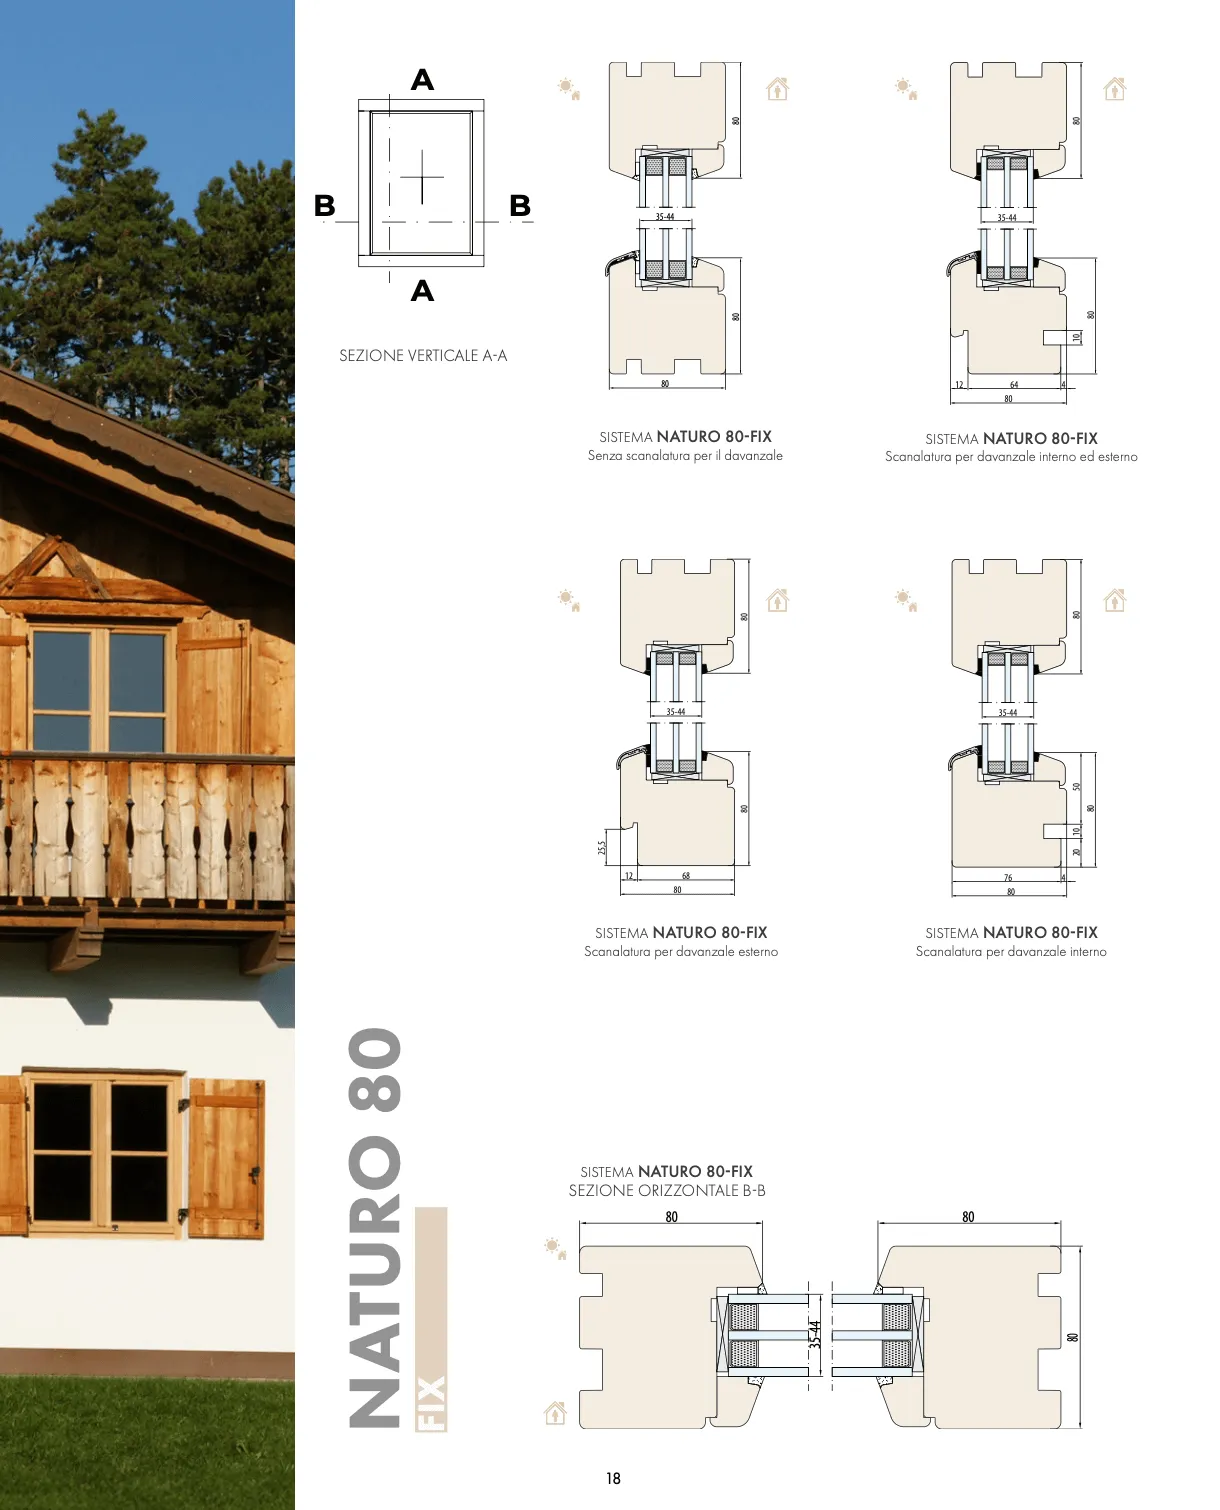 A
B
B
A
SEZIONE VERTICALE A-A
80
35-44
80
80
SISTEMA NATURO 80-FIX
Senza scanalatura per il davanzale
80
35-44
80
10
12
64
4
80
SISTEMA NATURO 80-FIX
Scanalatura per davanzale interno ed esterno
80
35-44
80
25,5
12
68
80
SISTEMA NATURO 80-FIX
Scanalatura per davanzale esterno
80
35-44
50
80
10
20
76
4
80
SISTEMA NATURO 80-FIX
Scanalatura per davanzale interno
NATURO 80
FIX
SISTEMA NATURO 80-FIX
SEZIONE ORIZZONTALE B-B
80
80
35-44
80
18